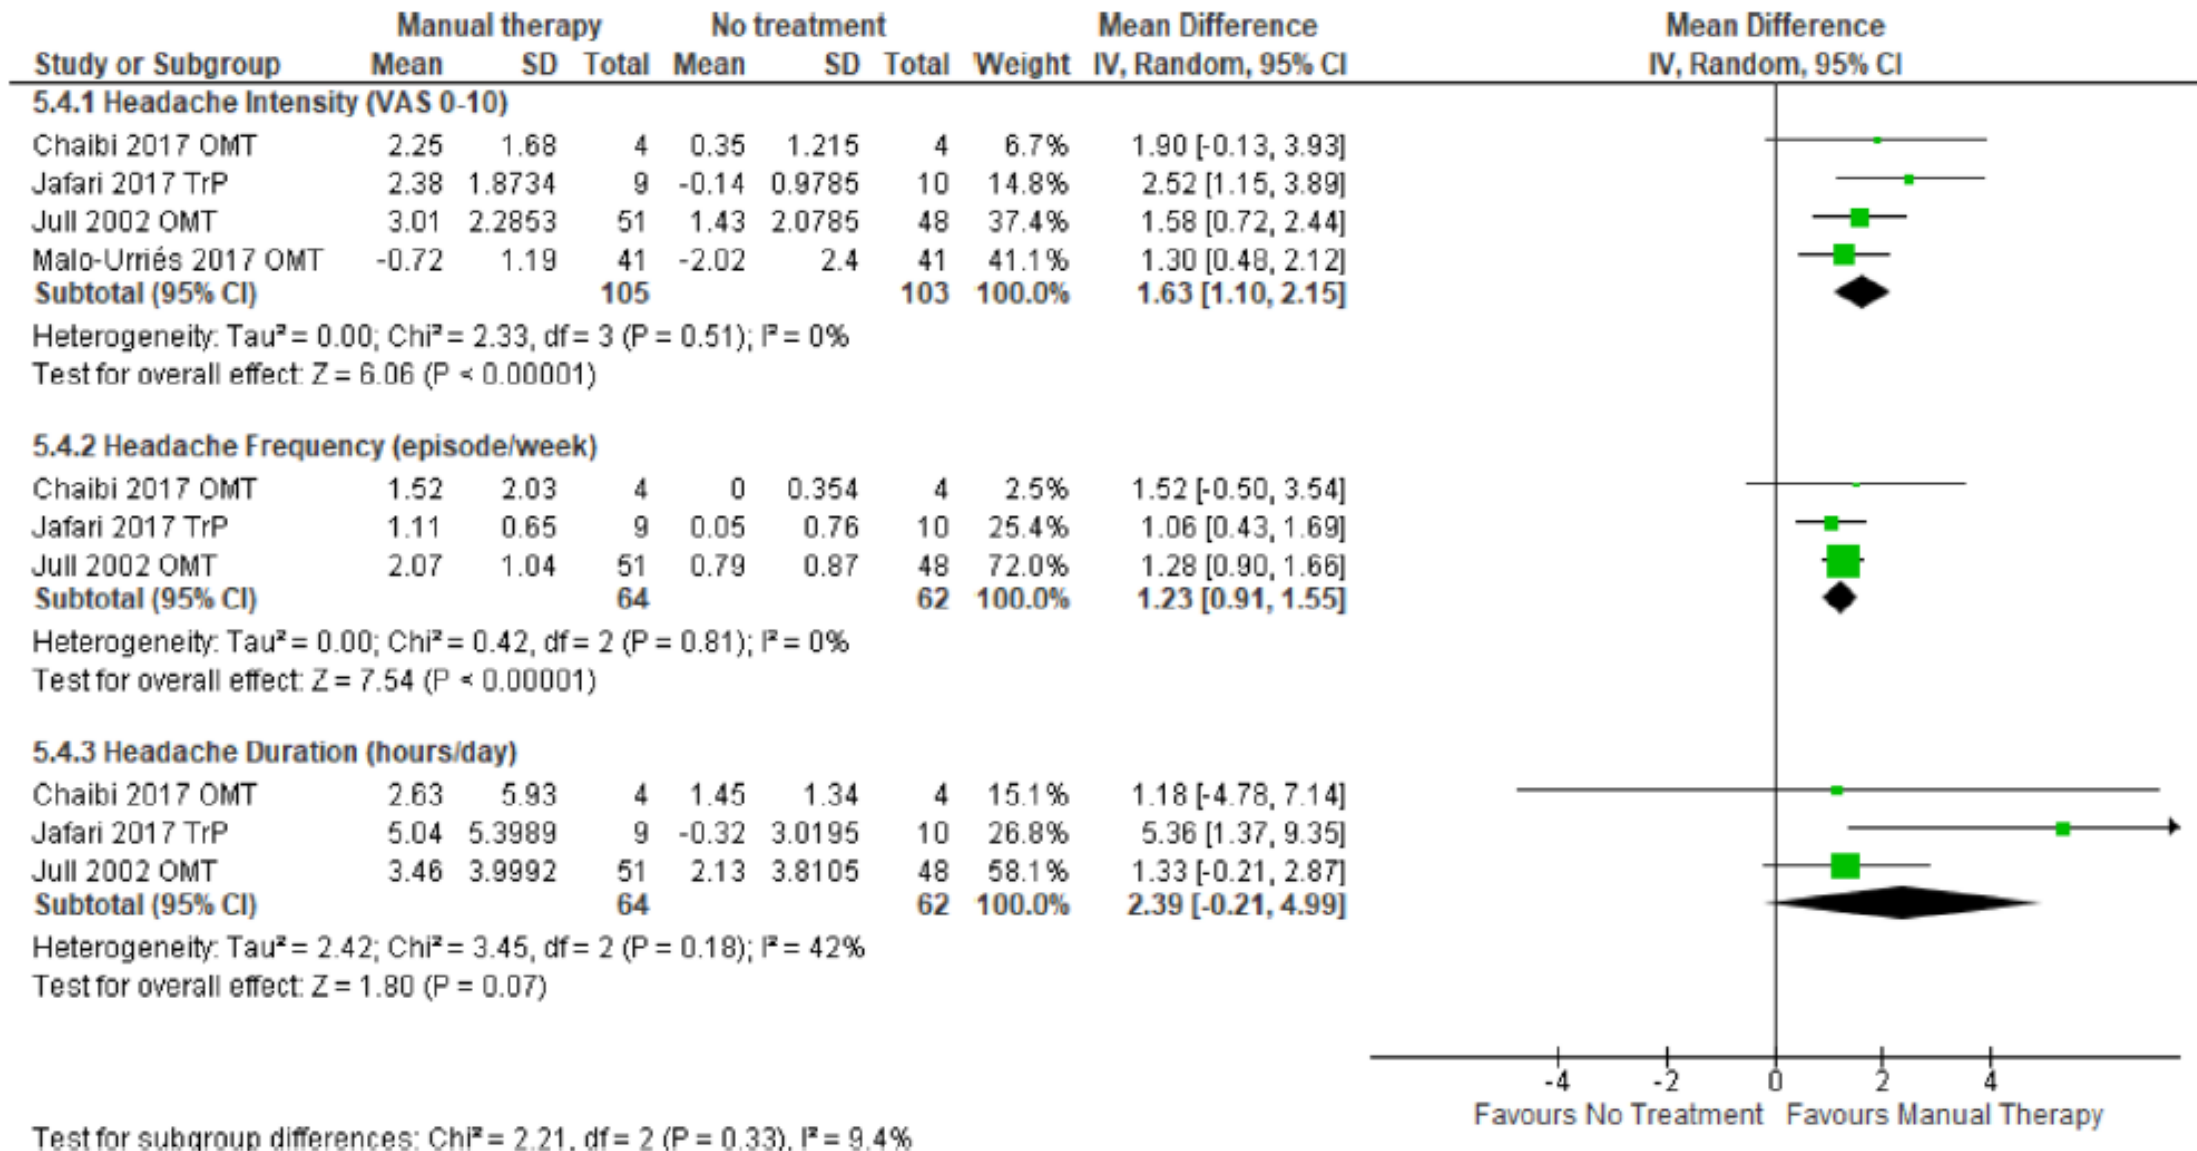 Manual therapy No treatment Mean Difference Mean Difference
Study or Subgroup Mean SD Total Mean SD Total Weight IV, Random, 95% CI IV, Random, 95% CI
5.4.1 Headache Intensity (VAS 0-10)
Chaibi 2017 OMT 2.25 1.68 4 0.35 1.215 4 6.7% 1.90 [-0.13, 3.93]
Jafari 2017 TrP 2.38 1.8734 9 -0.14 0.9785 10 14.8% 2.52 [1.15, 3.89]
Jull 2002 OMT 3.01 2.2853 51 1.43 2.0785 48 37.4% 1.58 [0.72, 2.44]
Malo-Urriés 2017 OMT -0.72 1.19 41 -2.02 2.4 41 41.1% 1.30 [0.48, 2.12]
Subtotal (95% CI) 105 103 100.0% 1.63 [1.10, 2.15]
Heterogeneity: Tau² = 0.00; Chi² = 2.33, df = 3 (P = 0.51); I² = 0%
Test for overall effect: Z = 6.06 (P < 0.00001)
5.4.2 Headache Frequency (episode/week)
Chaibi 2017 OMT 1.52 2.03 4 0 0.354 4 2.5% 1.52 [-0.50, 3.54]
Jafari 2017 TrP 1.11 0.65 9 0.05 0.76 10 25.4% 1.06 [0.43, 1.69]
Jull 2002 OMT 2.07 1.04 51 0.79 0.87 48 72.0% 1.28 [0.90, 1.66]
Subtotal (95% CI) 64 62 100.0% 1.23 [0.91, 1.55]
Heterogeneity: Tau² = 0.00; Chi² = 0.42, df = 2 (P = 0.81); I² = 0%
Test for overall effect: Z = 7.54 (P < 0.00001)
5.4.3 Headache Duration (hours/day)
Chaibi 2017 OMT 2.63 5.93 4 1.45 1.34 4 15.1% 1.18 [-4.78, 7.14]
Jafari 2017 TrP 5.04 5.3989 9 -0.32 3.0195 10 26.8% 5.36 [1.37, 9.35]
Jull 2002 OMT 3.46 3.9992 51 2.13 3.8105 48 58.1% 1.33 [-0.21, 2.87]
Subtotal (95% CI) 64 62 100.0% 2.39 [-0.21, 4.99]
Heterogeneity: Tau² = 2.42; Chi² = 3.45, df = 2 (P = 0.18); I² = 42%
Test for overall effect: Z = 1.80 (P = 0.07)
-4 -2 0 2 4
Favours No Treatment Favours Manual Therapy
Test for subgroup differences: Chi² = 2.21, df = 2 (P = 0.33), I² = 9.4%